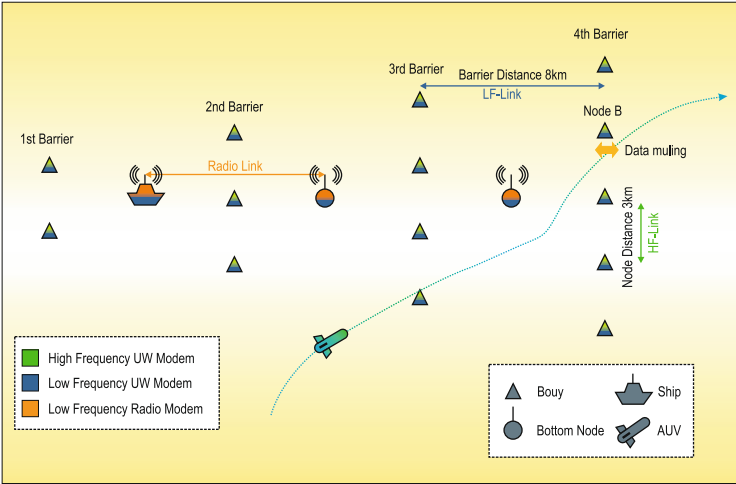 4th Barrier
3rd Barrier
Barrier Distance 8km
LF-Link
2nd Barrier
Node B
1st Barrier
Data muling
Radio Link
Node Distance 3km
HF-Link
High Frequency UW Modem
Low Frequency UW Modem
Low Frequency Radio Modem
Bouy
Ship
Bottom Node
AUV